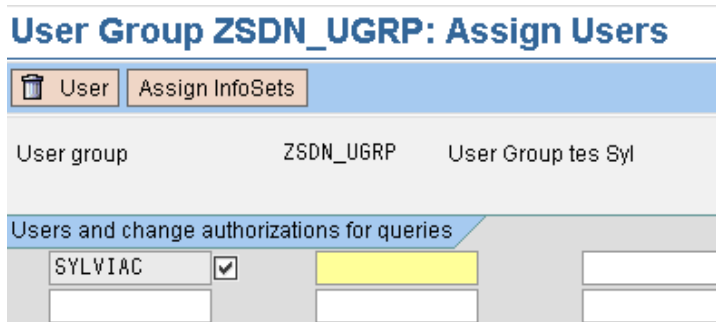 User Group ZSDN_UGRP: Assign Users
User Assign InfoSets
User group ZSDN_UGRP User Group tes Syl
Users and change authorizations for queries
SYLVIAC